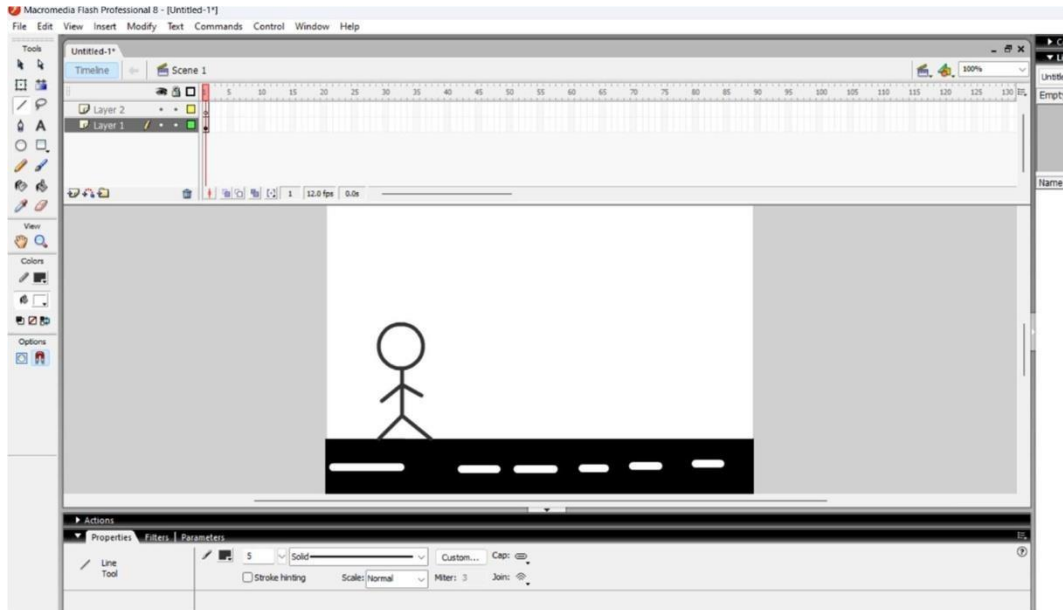 Macromedia Flash Professional 8 - [Untitled-1*]
File Edit View Insert Modify Text Commands Control Window Help
Tools
Untitled-1*
Timeline Scene 1 100%
5 10 15 20 25 30 35 40 45 50 55 60 65 70 75 80 85 90 95 100 105 110 115 120 125 130
Layer 2
Layer 1
1 12.0 fps 0.0s
Empty
Name
View
Colors
Options
Actions
Properties Filters Parameters
Line Tool
5 Solid Custom... Cap:
Stroke hinting Scale: Normal Miter: 3 Join: